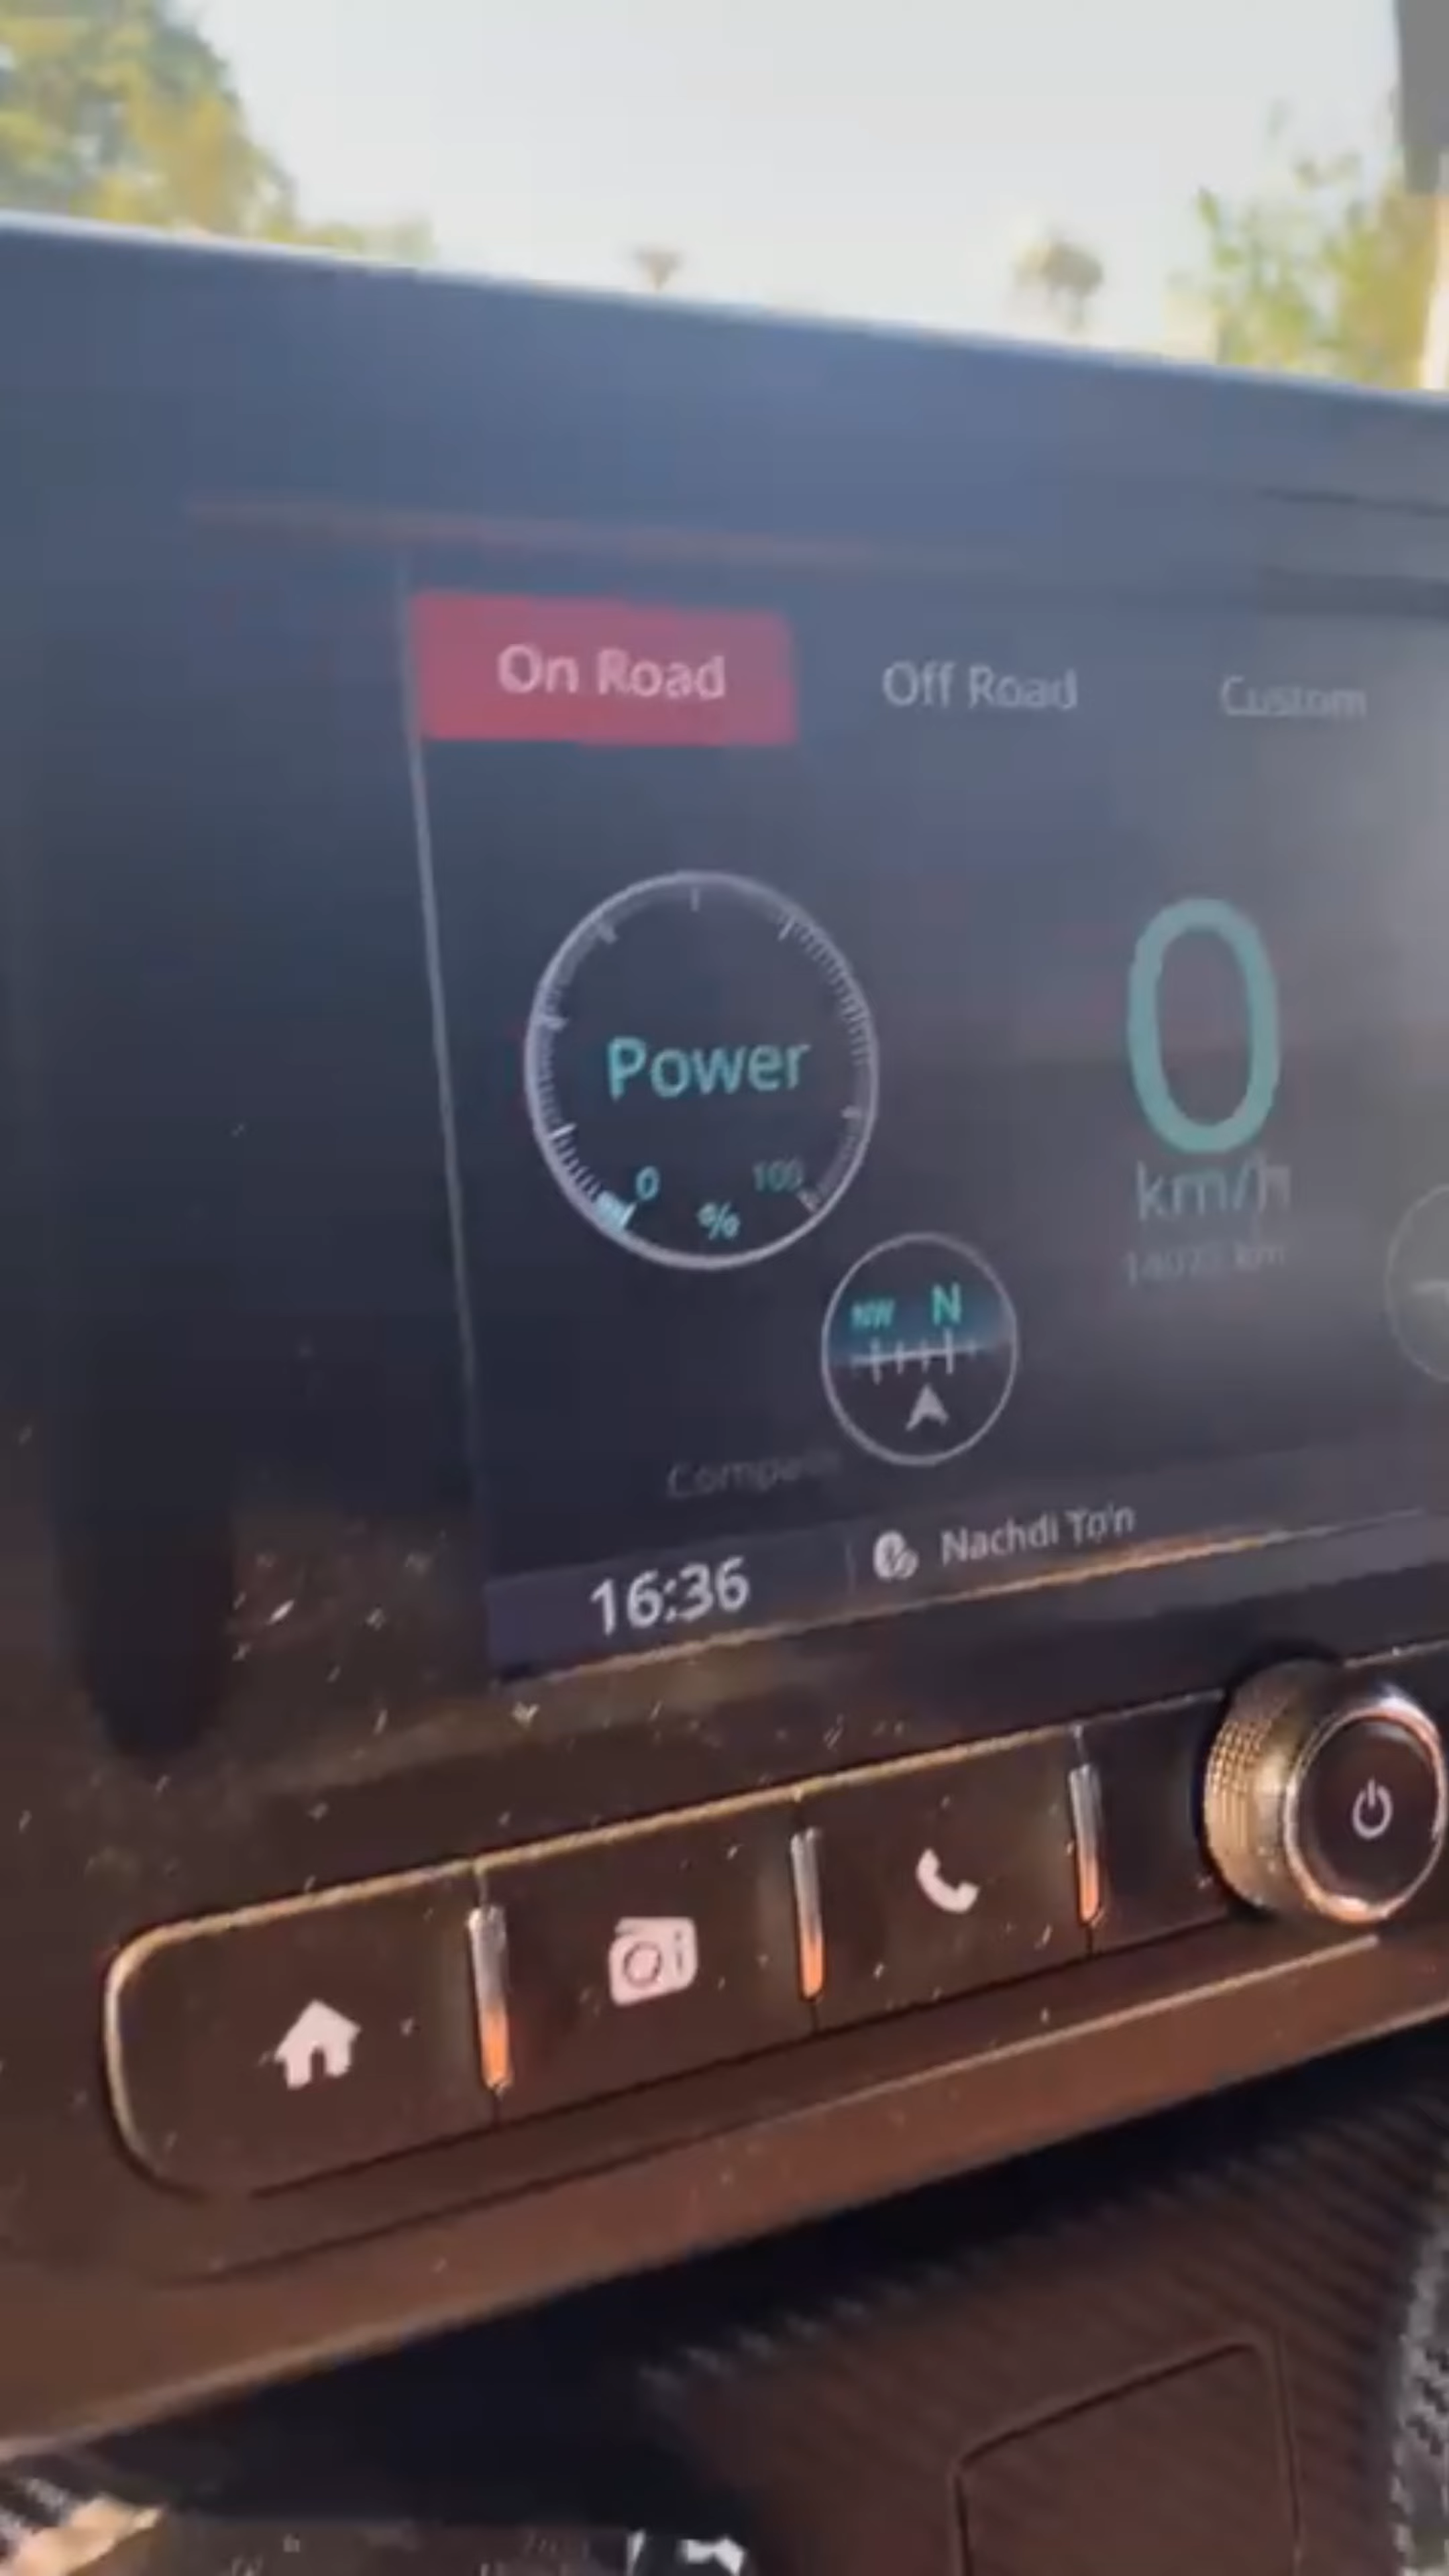 On Road
Off Road
Custom
Power
0
100
%
0
km/h
NW N
Compass
16:36
Nachdi To'n